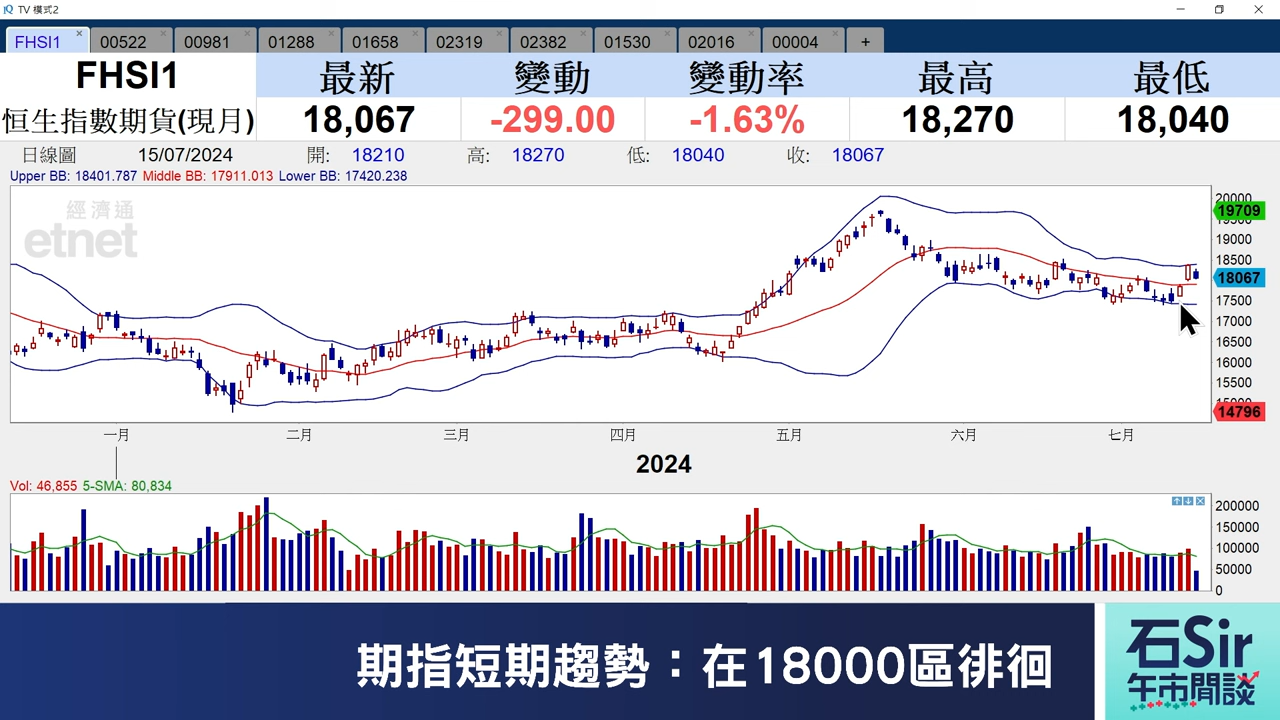 TV 模式2
FHSI1 00522 00981 01288 01658 02319 02382 01530 02016 00004 +
FHSI1 最新 變動 變動率 最高 最低
恒生指數期貨(現月) 18,067 -299.00 -1.63% 18,270 18,040
日線圖 15/07/2024 開: 18210 高: 18270 低: 18040 收: 18067
Upper BB: 18401.787 Middle BB: 17911.013 Lower BB: 17420.238
經濟通
etnet
20000
19709
19000
18500
18067
17500
17000
16500
16000
15500
14796
一月 二月 三月 四月 五月 六月 七月
2024
Vol: 46,855 5-SMA: 80,834
200000
150000
100000
50000
0
期指短期趨勢：在18000區徘徊
石Sir
午市閒談